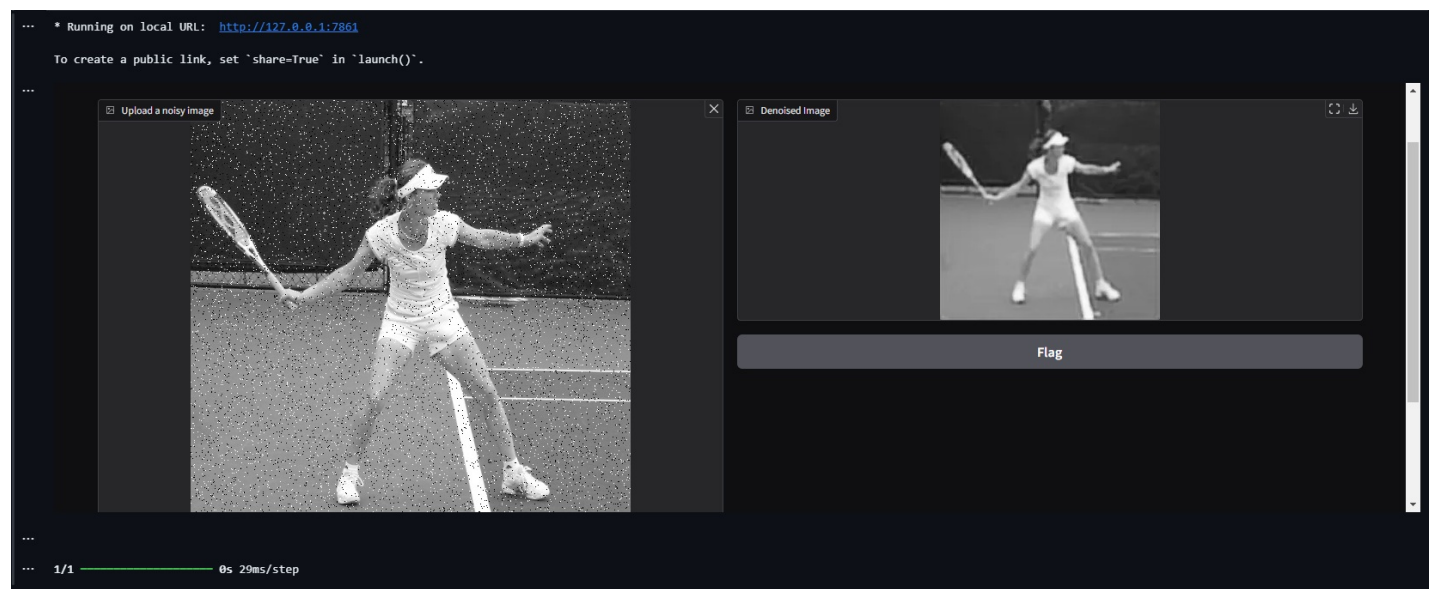 * Running on local URL: http://127.0.0.1:7861
To create a public link, set `share=True` in `launch()`.
Upload a noisy image
Denoised Image
Flag
1/1 0s 29ms/step